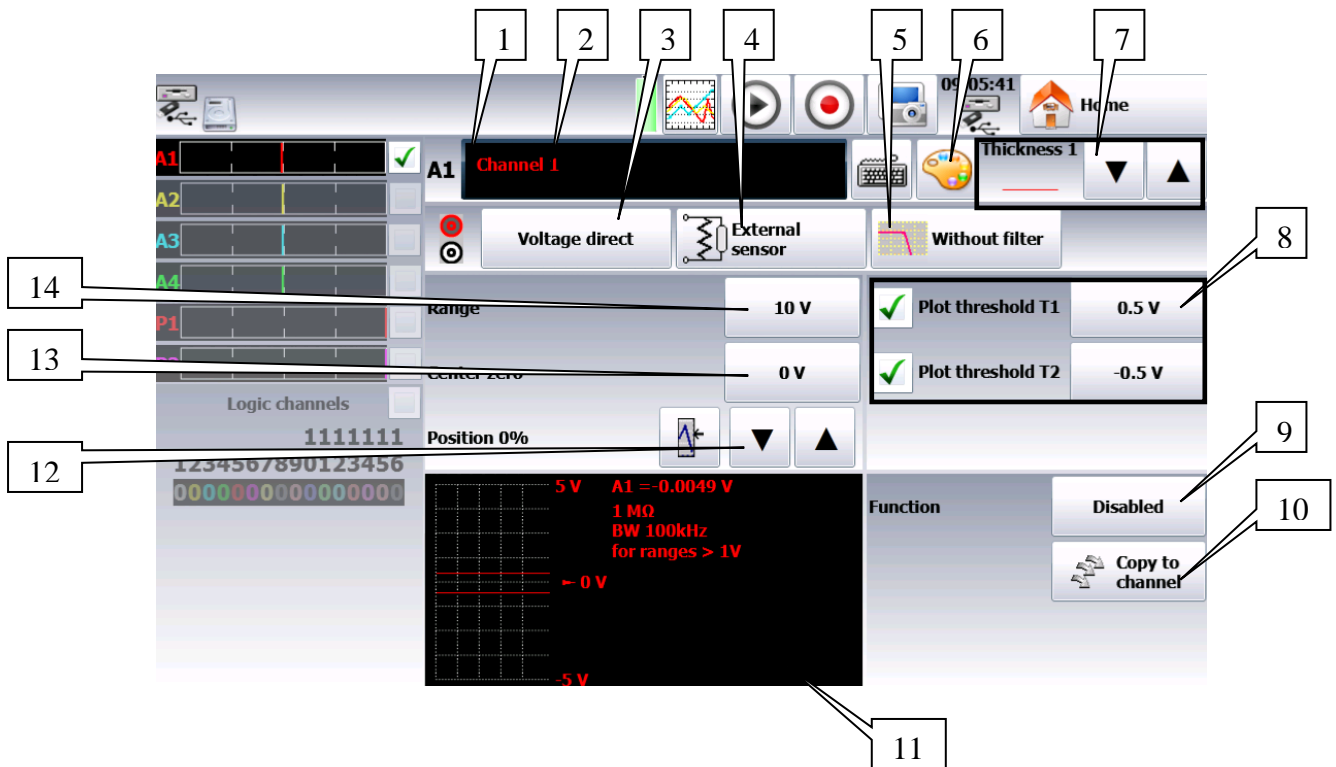 1 2 3 4 5 6 7
09:05:41
Home
A1
A1 Channel 1
Thickness 1
A2
A3
Voltage direct
External
sensor
Without filter
8
A4
14
Range 10 V
Plot threshold T1 0.5 V
P1
13
Center zero 0 V
Plot threshold T2 -0.5 V
Logic channels
1111111
Position 0%
9
12
1234567890123456
0000000000000000
5 V A1 =-0.0049 V
1 MΩ
BW 100kHz
for ranges > 1V
0 V
-5 V
Function Disabled
10
Copy to
channel
11